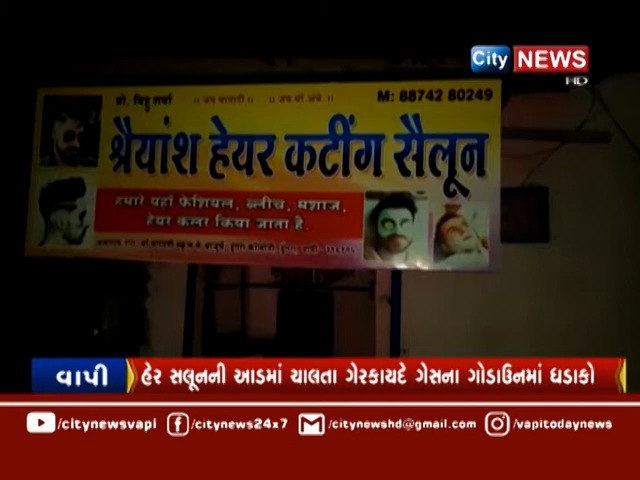 City NEWS
HD
प्रो. बिट्टु शर्मा
M: 88742 80249
श्रेयांश हेयर कटींग सैलून
हमारे यहाँ फेशियल, ब्लीच, मशाज,
हेयर कलर किया जाता है.
વાપી
હેર સલૂનની આડમાં ચાલતા ગેરકાયદે ગેસના ગોડાઉનમાં ધડાકો
/citynewsvapi
/citynews24x7
/citynewshd@gmail.com
/vapitodaynews